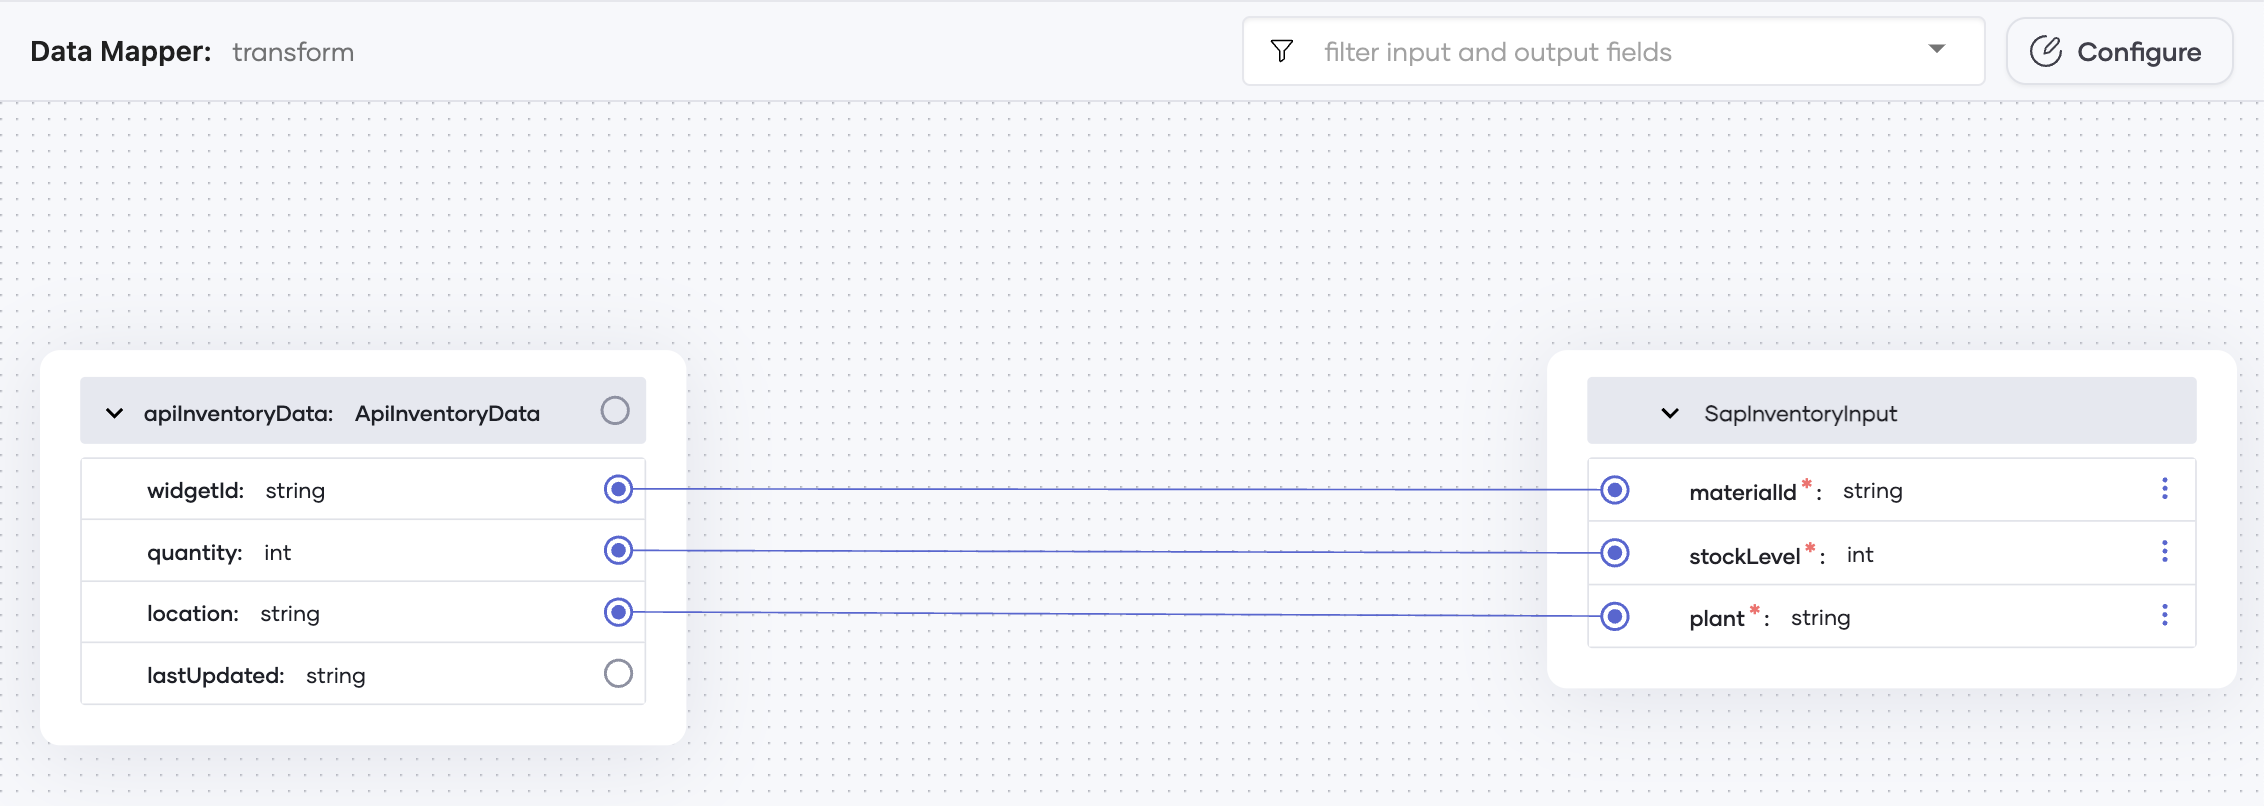 Data Mapper: transform
filter input and output fields
Configure
apiInventoryData: ApiInventoryData
widgetId: string
quantity: int
location: string
lastUpdated: string
SapInventoryInput
materialId*: string
stockLevel*: int
plant*: string